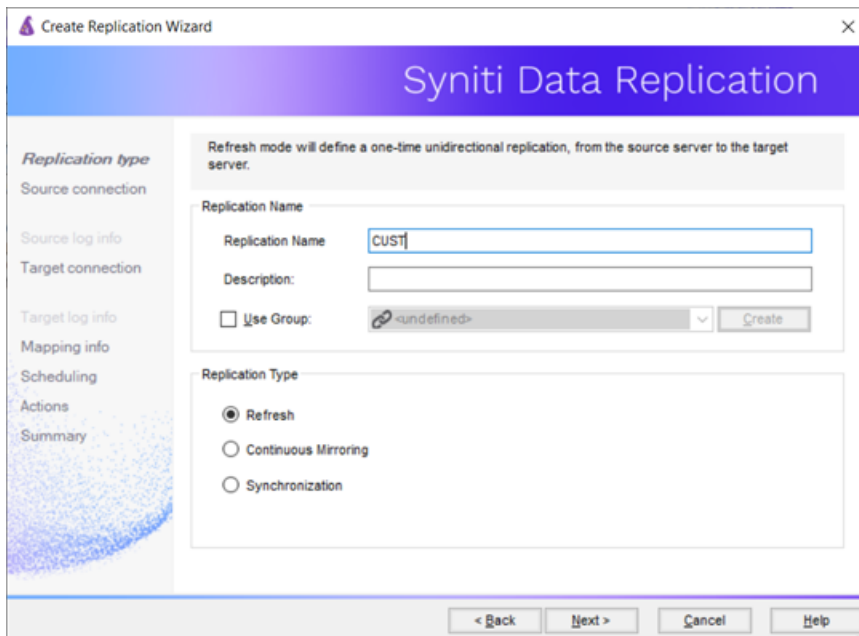 Create Replication Wizard
Syniti Data Replication
Replication type
Source connection
Source log info
Target connection
Target log info
Mapping info
Scheduling
Actions
Summary
Refresh mode will define a one-time unidirectional replication, from the source server to the target
server.
Replication Name
Replication Name CUST
Description:
Use Group: <undefined> Create
Replication Type
Refresh
Continuous Mirroring
Synchronization
< Back Next > Cancel Help